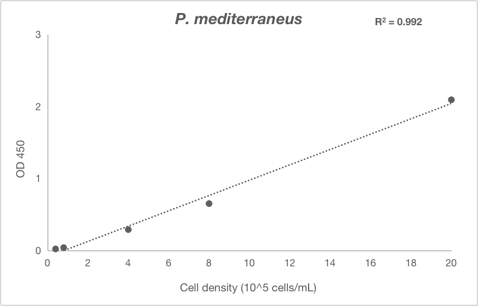 P. mediterraneus
R² = 0.992
3
2
1
0
OD 450
0 2 4 6 8 10 12 14 16 18 20
Cell density (10^5 cells/mL)